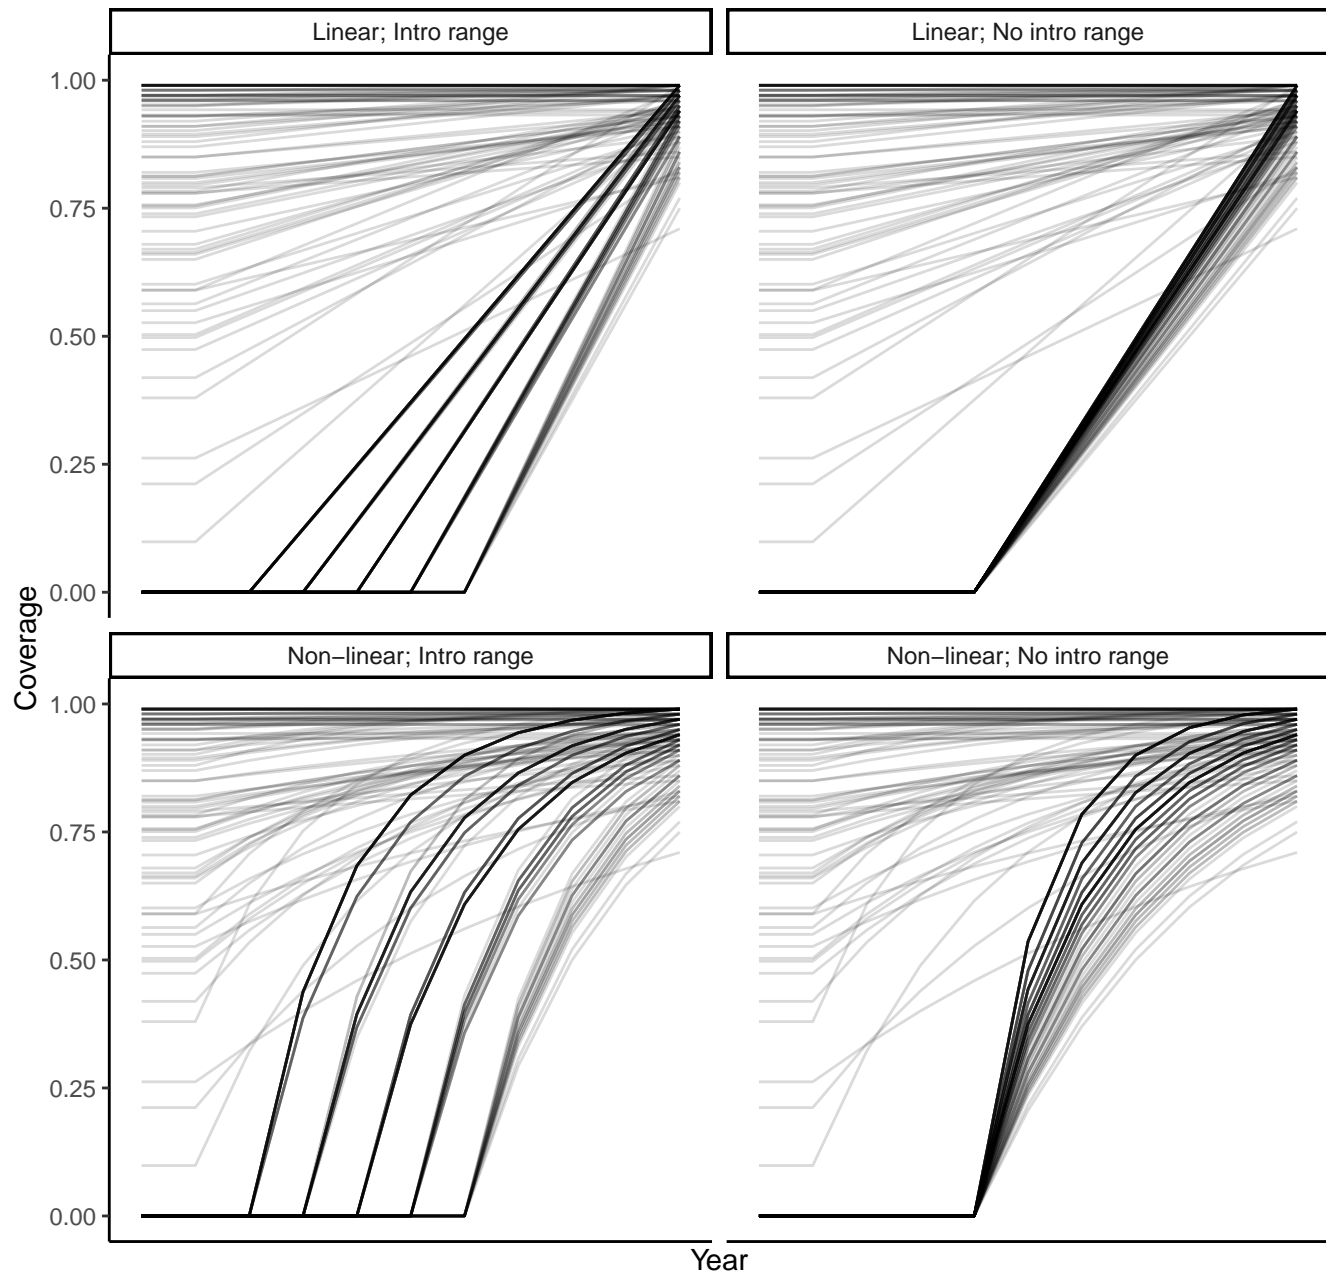 Linear; Intro range
Linear; No intro range
1.00
0.75
0.50
0.25
0.00
Coverage
Non−linear; Intro range
Non−linear; No intro range
1.00
0.75
0.50
0.25
0.00
Year